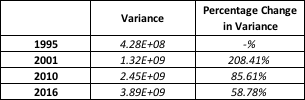 Variance Percentage Change
in Variance
1995 4.28E+08 -%
2001 1.32E+09 208.41%
2010 2.45E+09 85.61%
2016 3.89E+09 58.78%